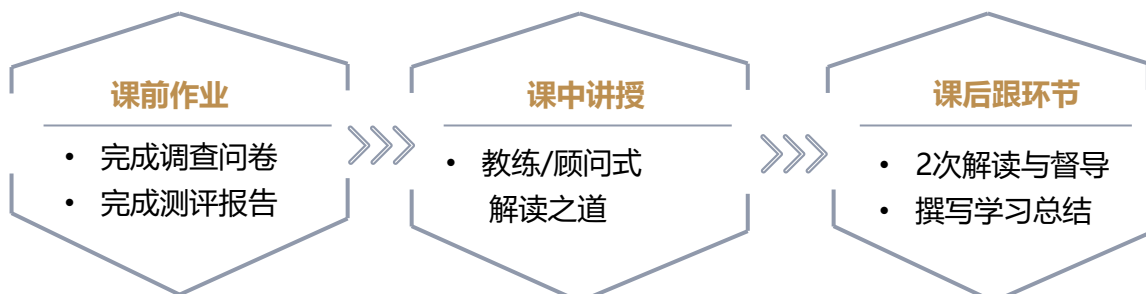 课前作业
• 完成调查问卷
• 完成测评报告
课中讲授
• 教练/顾问式
解读之道
课后跟环节
• 2次解读与督导
• 撰写学习总结